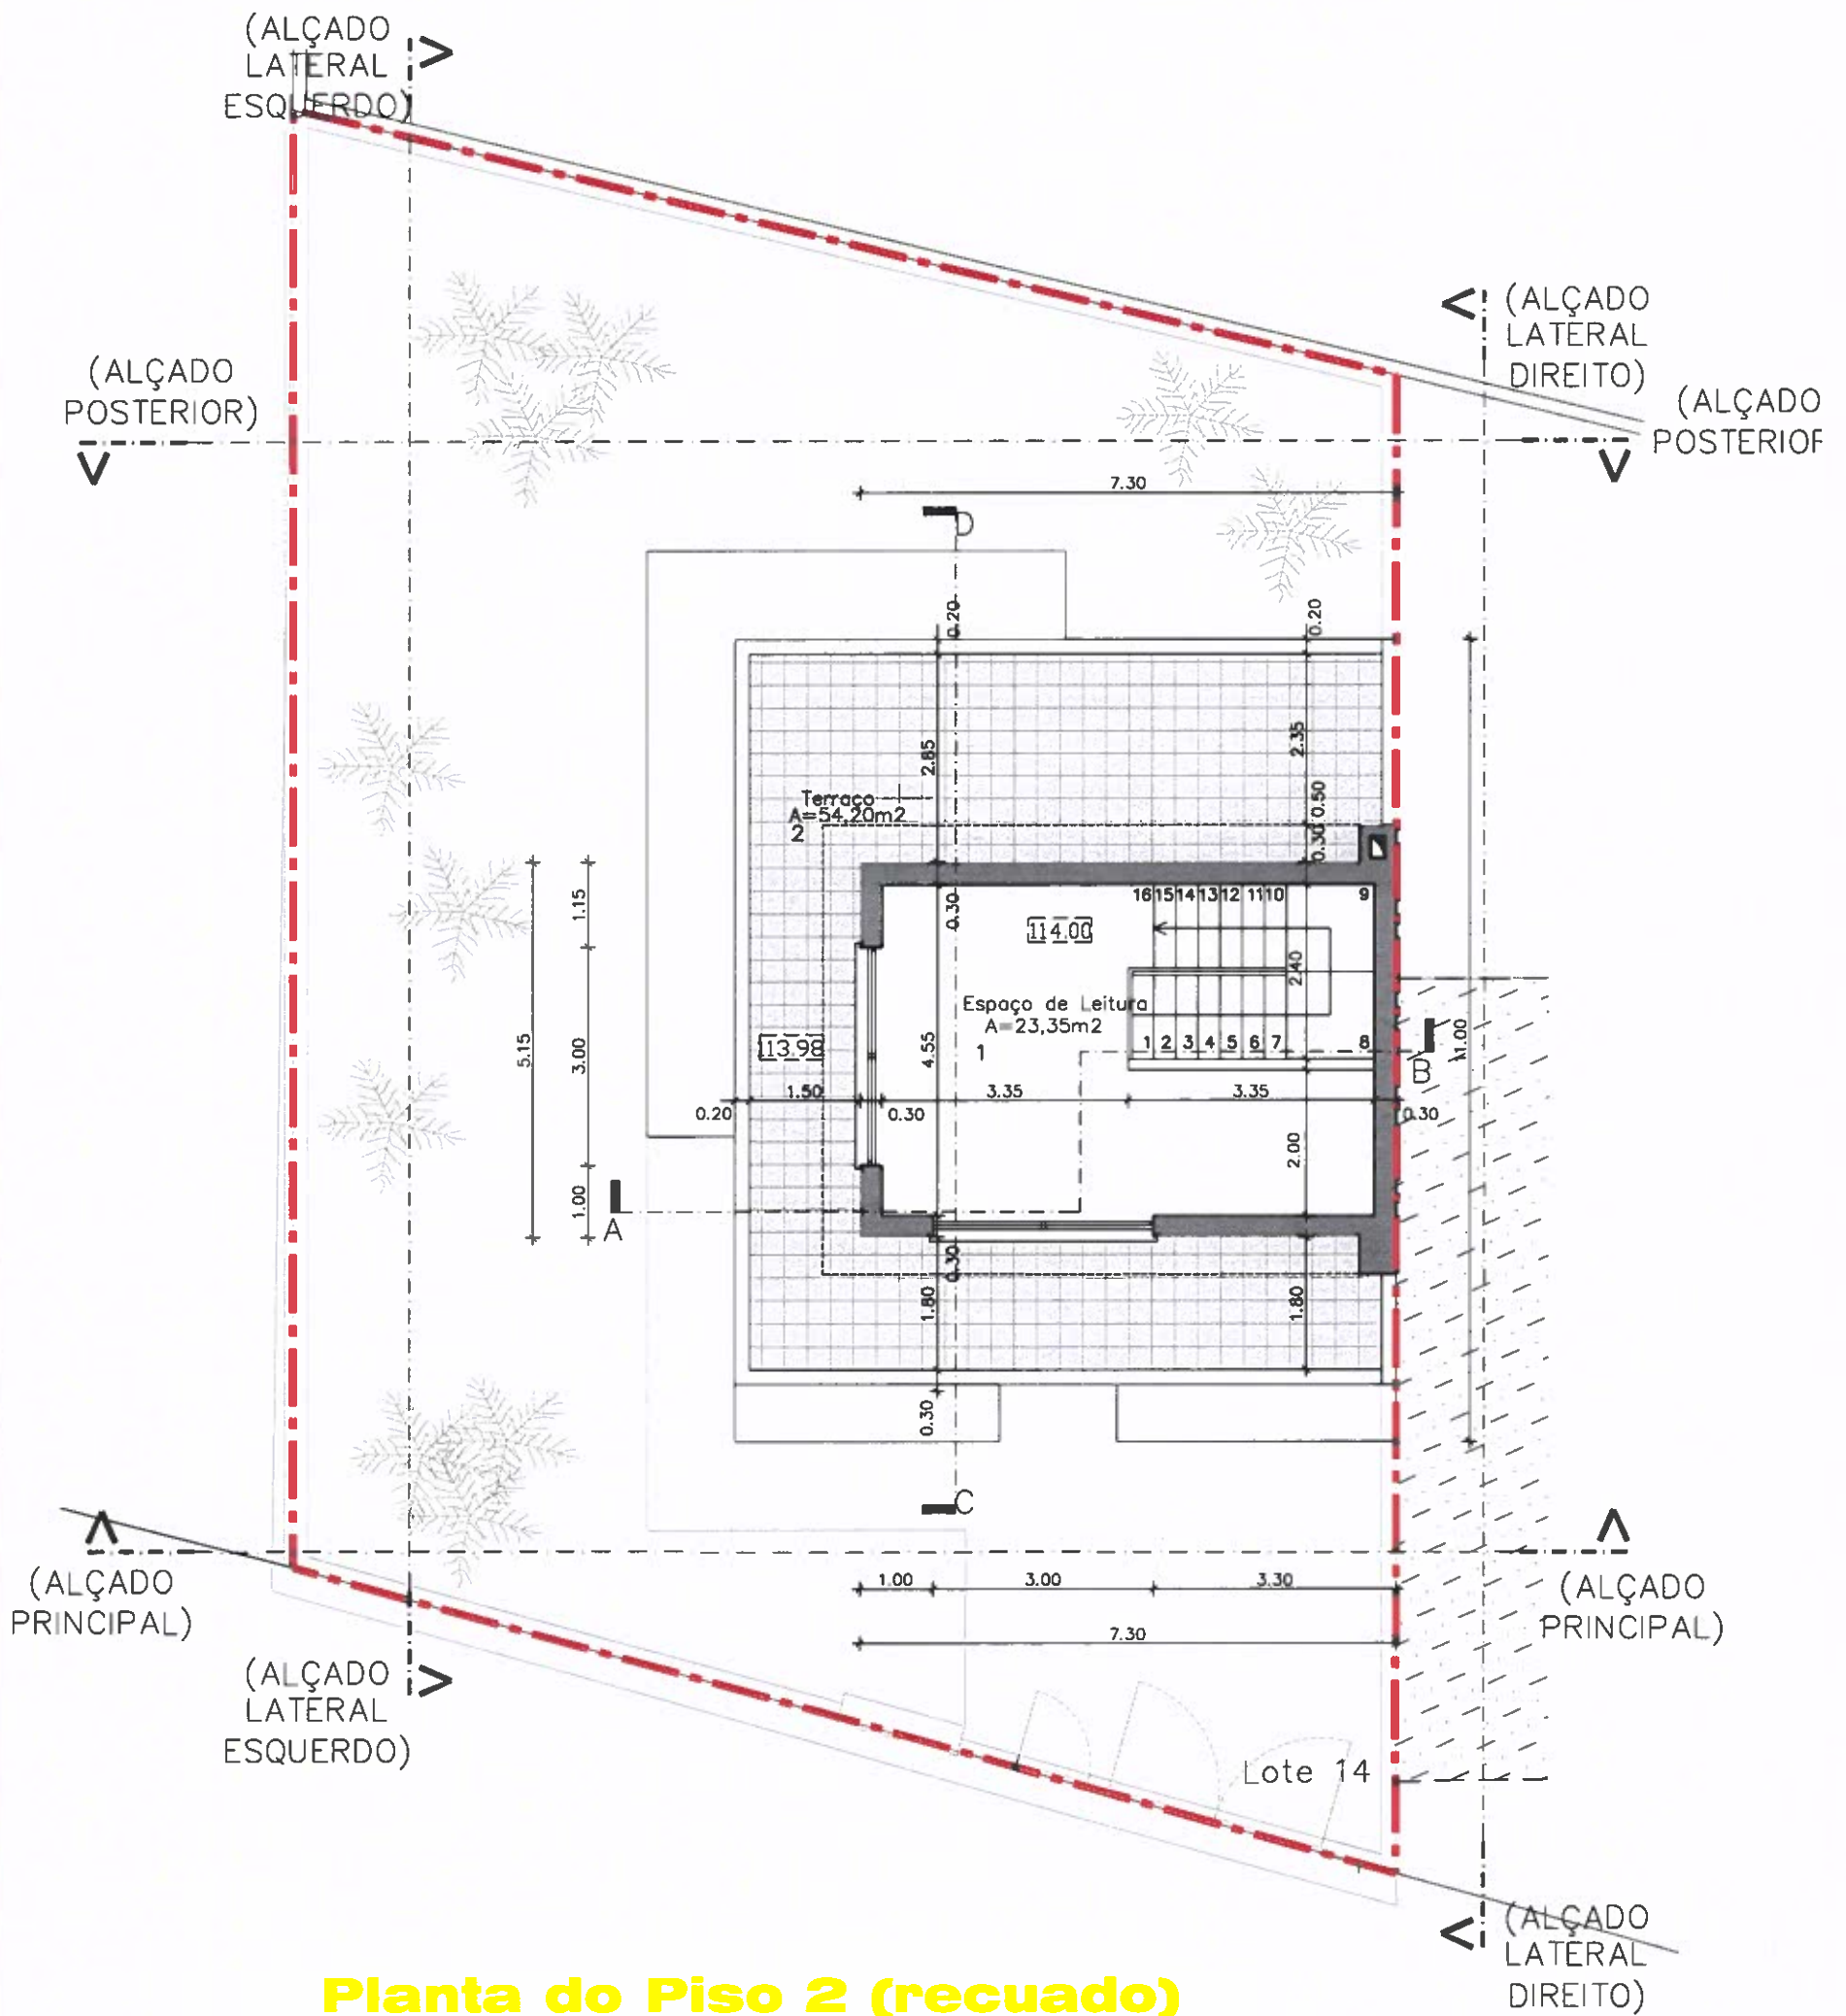 (ALÇADO
LATERAL
ESQUERDO)
(ALÇADO
LATERAL
DIREITO)
(ALÇADO
POSTERIOR)
(ALÇADO
POSTERIOR
7.30
D
0.20
0.20
2.85
2.35
0.50
0.30
Terraço
A=54,20m2
2
1.15
5.15
3.00
1.00
0.30
16 15 14 13 12 11 10 9
114.00
2.40
Espaço de Leitura
A=23,35m2
1
1 2 3 4 5 6 7 8
113.98
4.55
11.00
B
1.50
3.35
3.35
0.20
0.30
0.30
2.00
A
0.30
1.80
1.80
0.30
C
(ALÇADO
PRINCIPAL)
(ALÇADO
PRINCIPAL)
1.00 3.00 3.30
7.30
(ALÇADO
LATERAL
ESQUERDO)
Lote 14
(ALÇADO
LATERAL
DIREITO)
Planta do Piso 2 (recuado)